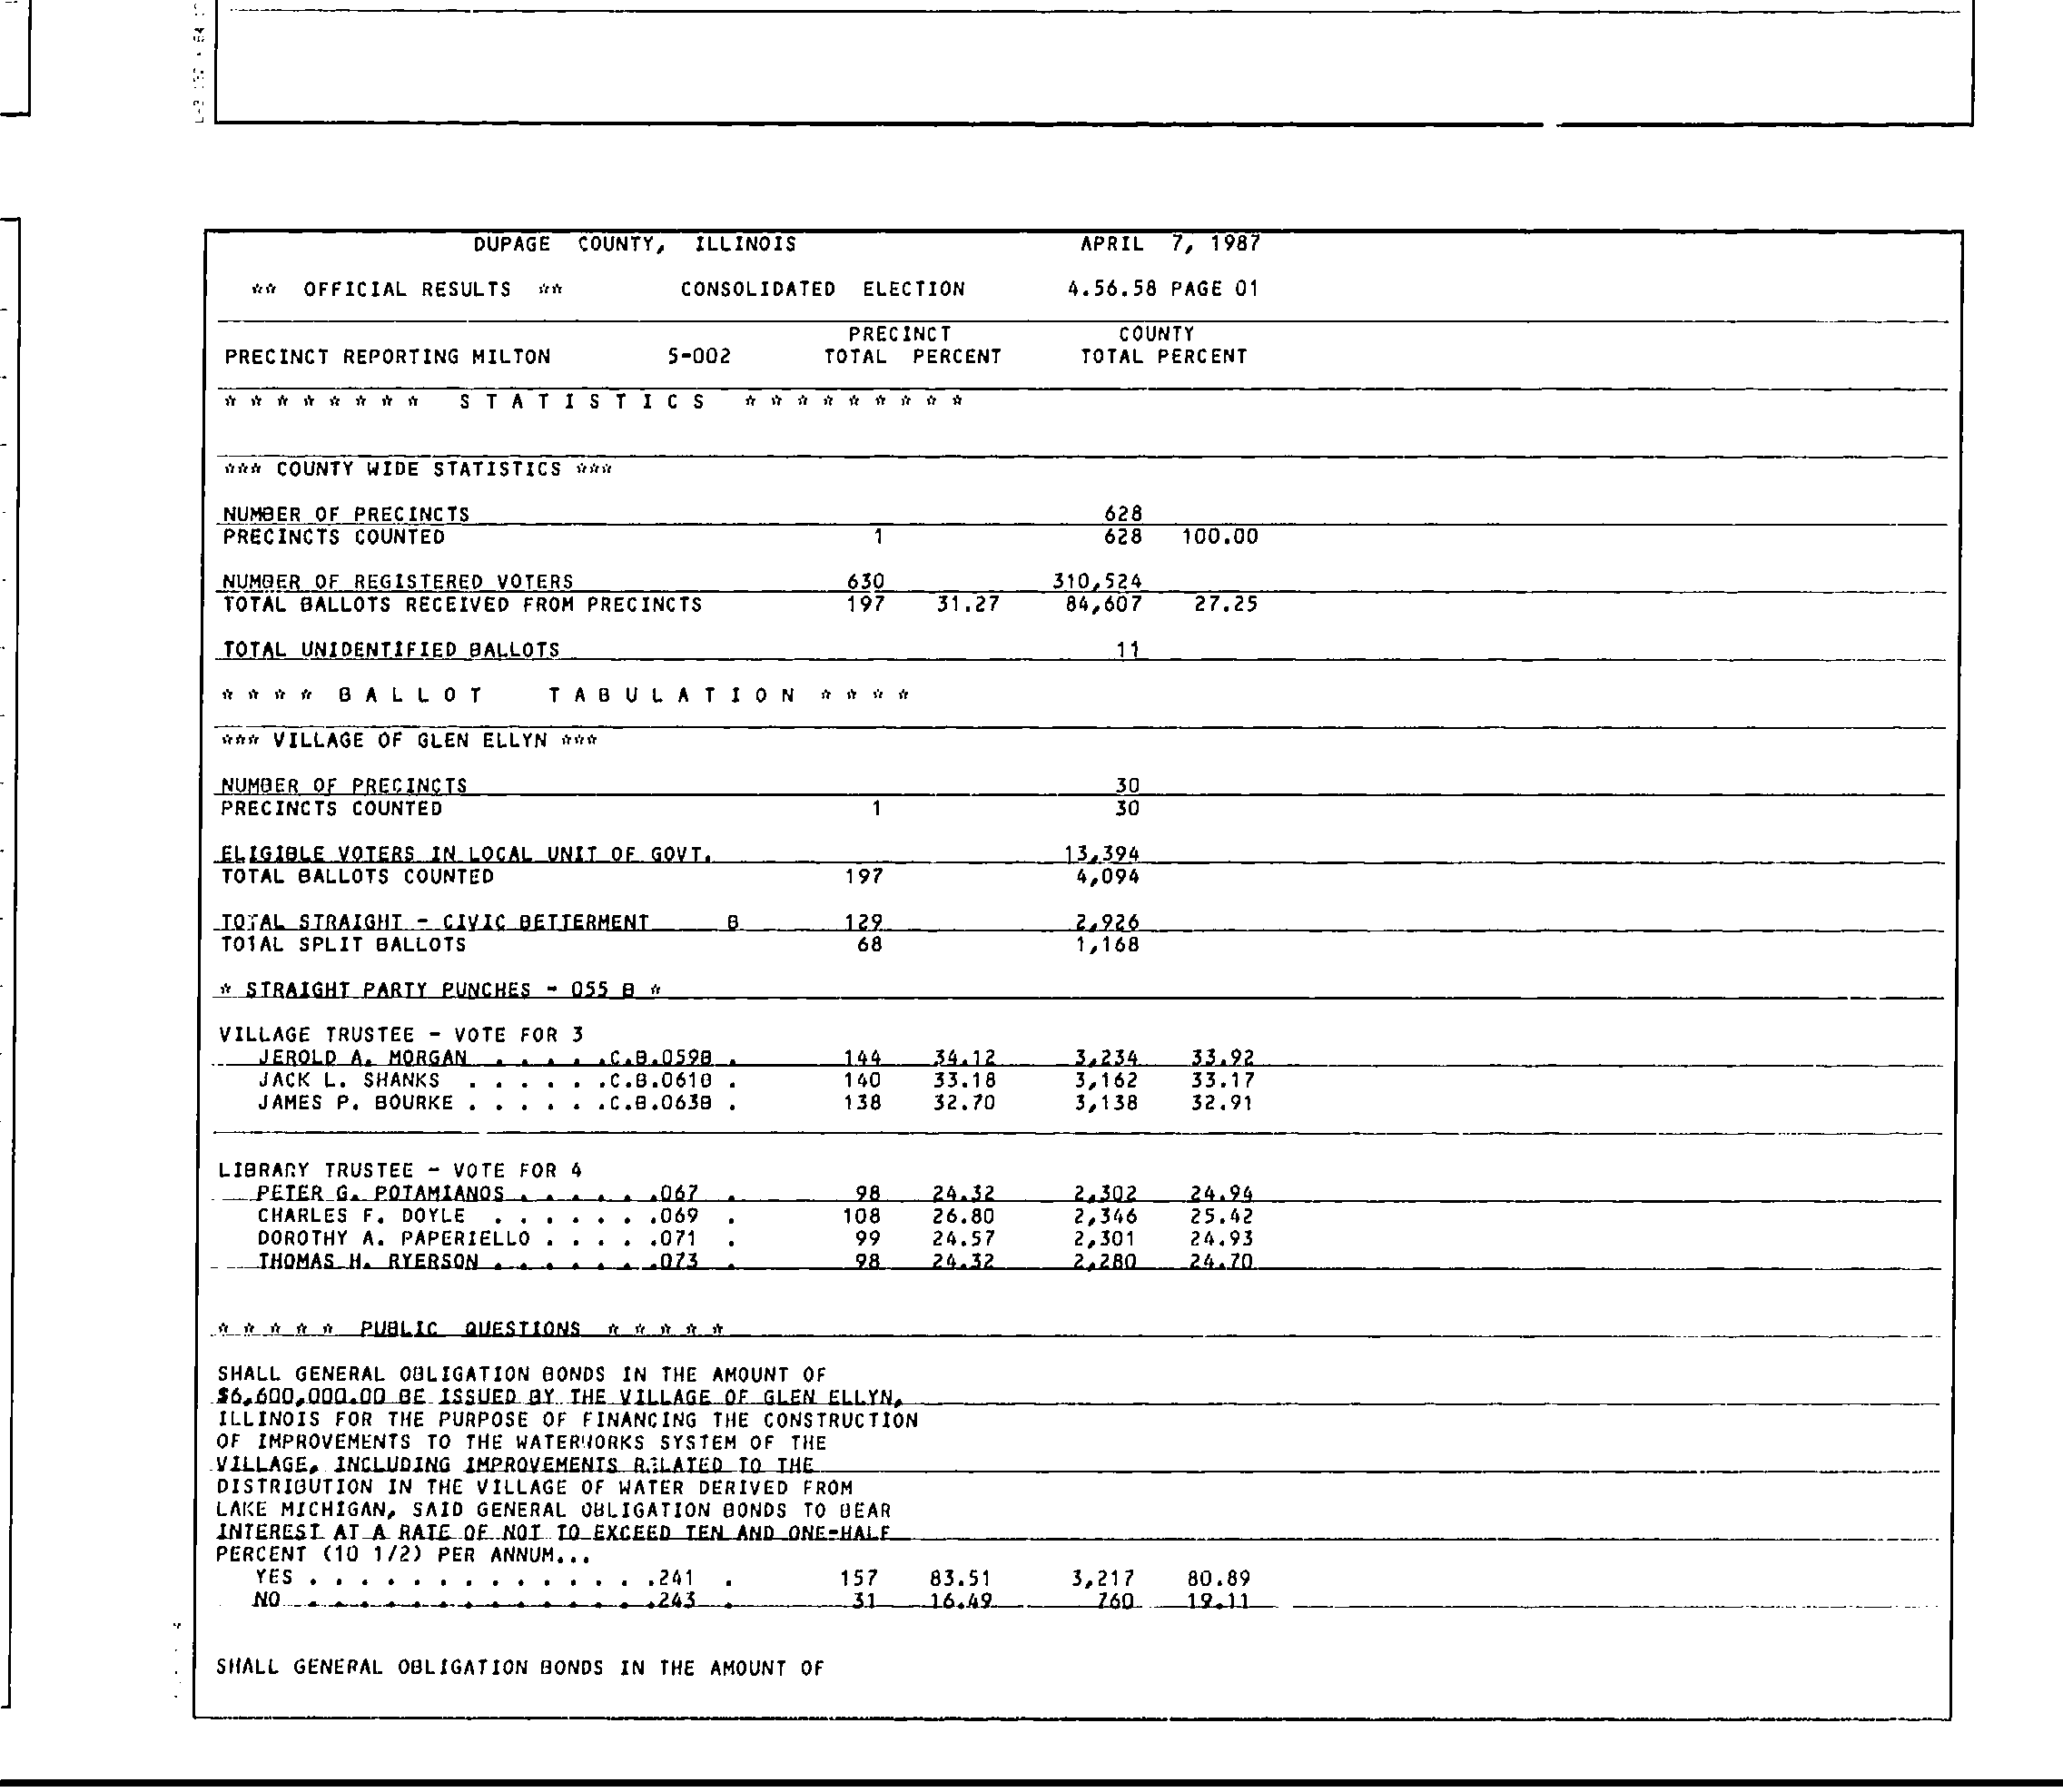 DUPAGE COUNTY, ILLINOIS APRIL 7, 1987
** OFFICIAL RESULTS ** CONSOLIDATED ELECTION 4.56.58 PAGE 01
PRECINCT COUNTY
PRECINCT REPORTING MILTON 5-002 TOTAL PERCENT TOTAL PERCENT
* * * * * * * * S T A T I S T I C S * * * * * * * * *
*** COUNTY WIDE STATISTICS ***
NUMBER OF PRECINCTS 628
PRECINCTS COUNTED 1 628 100.00
NUMBER OF REGISTERED VOTERS 630 310,524
TOTAL BALLOTS RECEIVED FROM PRECINCTS 197 31.27 84,607 27.25
TOTAL UNIDENTIFIED BALLOTS 11
* * * * B A L L O T T A B U L A T I O N * * * *
*** VILLAGE OF GLEN ELLYN ***
NUMBER OF PRECINCTS 30
PRECINCTS COUNTED 1 30
ELIGIBLE VOTERS IN LOCAL UNIT OF GOVT. 13,394
TOTAL BALLOTS COUNTED 197 4,094
TOTAL STRAIGHT - CIVIC BETTERMENT B 129 2,926
TOTAL SPLIT BALLOTS 68 1,168
* STRAIGHT PARTY PUNCHES - 055 B *
VILLAGE TRUSTEE - VOTE FOR 3
JEROLD A. MORGAN . . . . . .C.B.059B . 144 34.12 3,234 33.92
JACK L. SHANKS . . . . . .C.B.061B . 140 33.18 3,162 33.17
JAMES P. BOURKE . . . . . .C.B.063B . 138 32.70 3,138 32.91
LIBRARY TRUSTEE - VOTE FOR 4
PETER G. POTAMIANOS . . . . . .067 . 98 24.32 2,302 24.94
CHARLES F. DOYLE . . . . . . .069 . 108 26.80 2,346 25.42
DOROTHY A. PAPERIELLO . . . . .071 . 99 24.57 2,301 24.93
THOMAS H. RYERSON . . . . . . .073 . 98 24.32 2,280 24.70
* * * * * PUBLIC QUESTIONS * * * * *
SHALL GENERAL OBLIGATION BONDS IN THE AMOUNT OF
$6,600,000.00 BE ISSUED BY THE VILLAGE OF GLEN ELLYN,
ILLINOIS FOR THE PURPOSE OF FINANCING THE CONSTRUCTION
OF IMPROVEMENTS TO THE WATERWORKS SYSTEM OF THE
VILLAGE, INCLUDING IMPROVEMENTS RELATED TO THE
DISTRIBUTION IN THE VILLAGE OF WATER DERIVED FROM
LAKE MICHIGAN, SAID GENERAL OBLIGATION BONDS TO BEAR
INTEREST AT A RATE OF NOT TO EXCEED TEN AND ONE-HALF
PERCENT (10 1/2) PER ANNUM...
YES . . . . . . . . . . . . . .241 . 157 83.51 3,217 80.89
NO . . . . . . . . . . . . . .243 . 31 16.49 760 19.11
SHALL GENERAL OBLIGATION BONDS IN THE AMOUNT OF